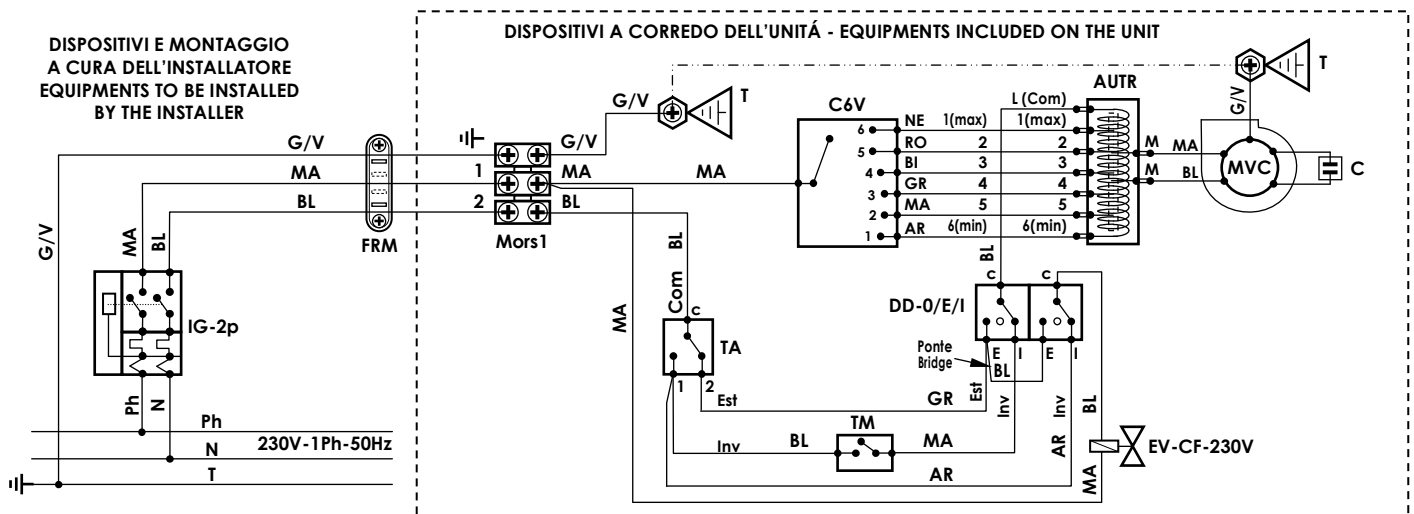 DISPOSITIVI E MONTAGGIO
A CURA DELL'INSTALLATORE
EQUIPMENTS TO BE INSTALLED
BY THE INSTALLER
DISPOSITIVI A CORREDO DELL'UNITÁ - EQUIPMENTS INCLUDED ON THE UNIT
G/V
MA
BL
G/V
MA
BL
FRM
IG-2p
Ph
N
Ph
230V-1Ph-50Hz
N
T
1
2
Mors1
G/V
G/V
T
MA
BL
MA
BL
MA
C6V
6
5
4
3
2
1
NE
RO
BI
GR
MA
AR
1(max)
2
3
4
5
6(min)
L (Com)
1(max)
2
3
4
5
6(min)
AUTR
M
MA
M
BL
G/V
T
MVC
C
Com
C
TA
1
2
Est
GR
Inv
BL
TM
MA
AR
BL
DD-0/E/I
C
C
E
I
E
I
Ponte
Bridge
BL
Est
Inv
Inv
AR
BL
MA
EV-CF-230V